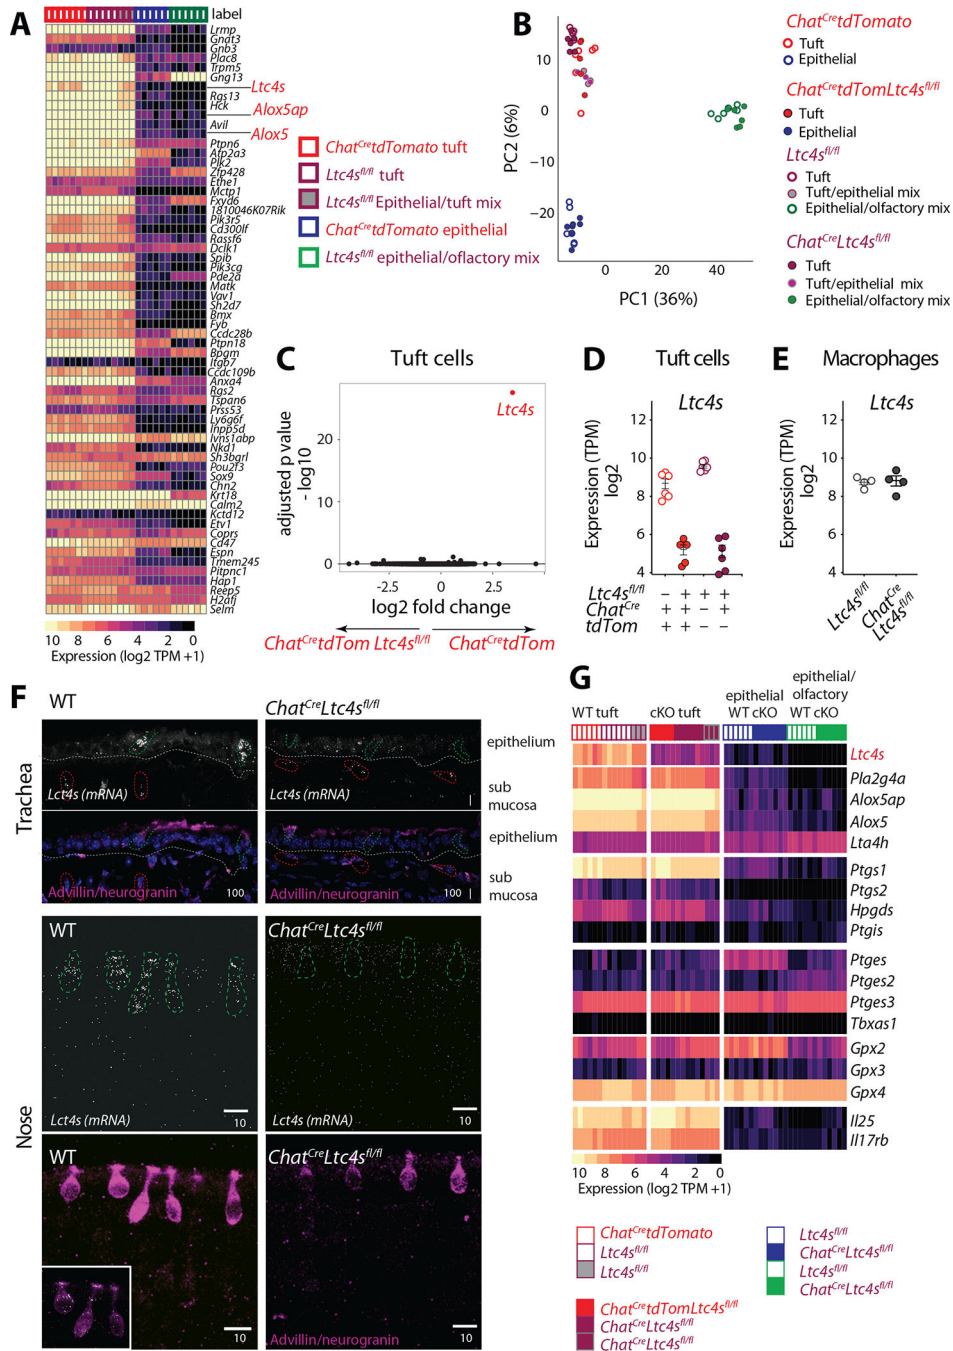 A
label
Lrmp
Gnat3
Gnb3
Plac8
Trpm5
Gng13
Ltc4s
Rgs13
Hck
Alox5ap
Avil
Alox5
Ptpn6
Atp2a3
Plk2
Zfp428
Ethe1
Mctp1
Fxyd6
1810046K07Rik
Pik3r5
Cd300lf
Rassf6
Dclk1
Spib
Pik3cg
Pde2a
Matk
Vav1
Sh2d7
Bmx
Fyb
Ccdc28b
Ptpn18
Bpgm
Itgb7
Ccdc109b
Anxa4
Rgs2
Tspan6
Prss53
Ly6g6f
Inpp5d
Ivns1abp
Nkd1
Sh3bgrl
Pou2f3
Sox9
Chn2
Krt18
Calm2
Kctd12
Etv1
Coprs
Cd47
Espn
Tmem245
Pitpnc1
Hap1
Reep5
H2afj
Selm
10 8 6 4 2 0
Expression (log2 TPM +1)
ChatCretdTomato tuft
Ltc4sfl/fl tuft
Ltc4sfl/fl Epithelial/tuft mix
ChatCretdTomato epithelial
Ltc4sfl/fl epithelial/oflactory mix
B
PC2 (6%)
10
0
−10
−20
0 20 40
PC1 (36%)
ChatCretdTomato
Tuft
Epithelial
ChatCretdTomLtc4sfl/fl
Tuft
Epithelial
Ltc4sfl/fl
Tuft
Tuft/epithelial mix
Epithelial/olfactory mix
ChatCreLtc4sfl/fl
Tuft
Tuft/epithelial mix
Epithelial/olfactory mix
C
Tuft cells
Ltc4s
adjusted p value
- log10
20
10
0
−2.5 0 2.5
log2 fold change
ChatCretdTom Ltc4sfl/fl
ChatCretdTom
D
Tuft cells
Ltc4s
Expression (TPM)
log2
12
10
8
6
4
Ltc4sfl/fl − + + +
ChatCre + + − +
tdTom + + − −
E
Macrophages
Ltc4s
Expression (TPM)
log2
12
10
8
6
4
Ltc4sfl/fl
ChatCre
Ltc4sfl/fl
F
WT
ChatCreLtc4sfl/fl
Trachea
Lct4s (mRNA)
Lct4s (mRNA)
epithelium
sub
mucosa
Advillin/neurogranin
100
Advillin/neurogranin
100
epithelium
sub
mucosa
Nose
WT
Lct4s (mRNA)
10
ChatCreLtc4sfl/fl
Lct4s (mRNA)
10
WT
10
ChatCreLtc4sfl/fl
Advillin/neurogranin
10
G
WT tuft
cKO tuft
epithelial
WT cKO
epithelial/
olfactory
WT cKO
Ltc4s
Pla2g4a
Alox5ap
Alox5
Lta4h
Ptgs1
Ptgs2
Hpgds
Ptgis
Ptges
Ptges2
Ptges3
Tbxas1
Gpx2
Gpx3
Gpx4
Il25
Il17rb
10 8 6 4 2 0
Expression (log2 TPM +1)
ChatCretdTomato
Ltc4sfl/fl
Ltc4sfl/fl
ChatCretdTomLtc4sfl/fl
ChatCreLtc4sfl/fl
ChatCreLtc4sfl/fl
Ltc4sfl/fl
ChatCreLtc4sfl/fl
Ltc4sfl/fl
ChatCreLtc4sfl/fl